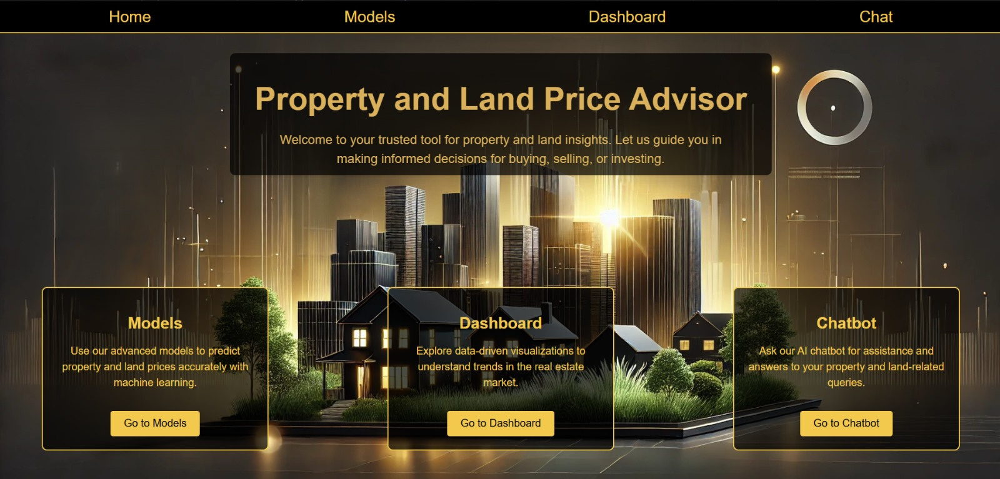 Home Models Dashboard Chat
Property and Land Price Advisor
Welcome to your trusted tool for property and land insights. Let us guide you in
making informed decisions for buying, selling, or investing.
Models
Use our advanced models to predict
property and land prices accurately with
machine learning.
Go to Models
Dashboard
Explore data-driven visualizations to
understand trends in the real estate
market.
Go to Dashboard
Chatbot
Ask our AI chatbot for assistance and
answers to your property and land-related
queries.
Go to Chatbot